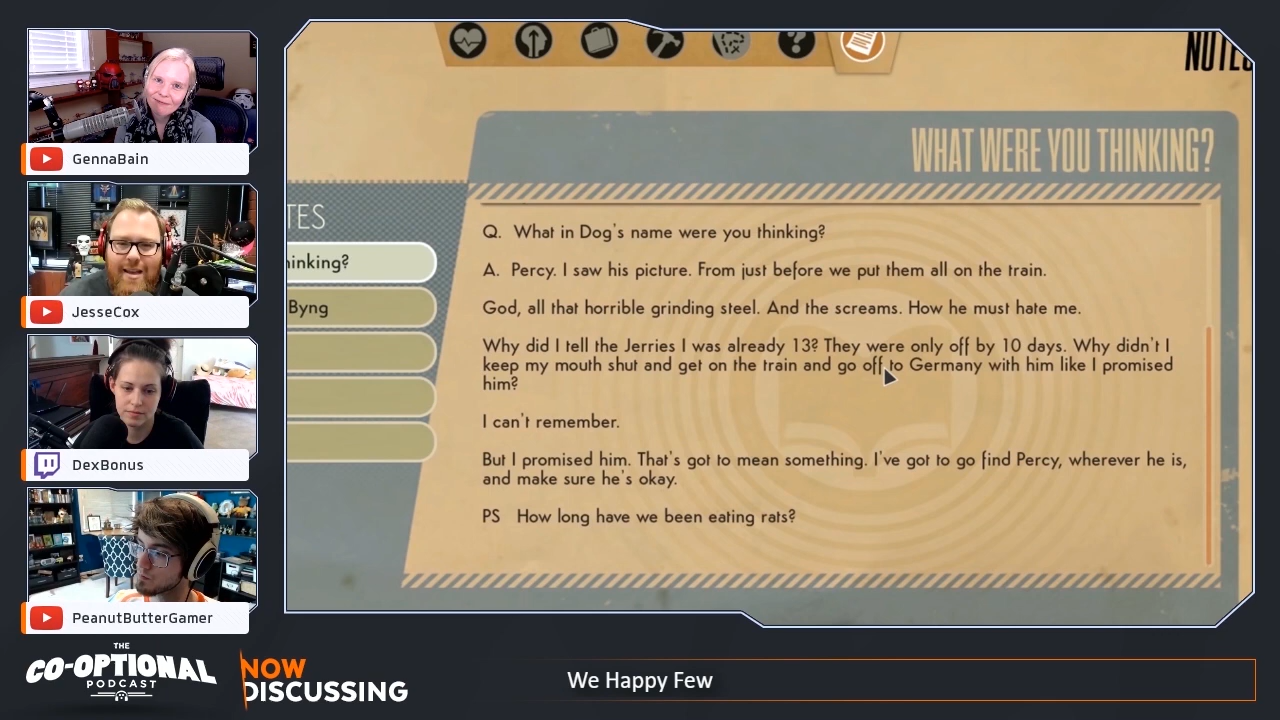 GennaBain
JesseCox
DexBonus
PeanutButterGamer
THE
CO-OPTIONAL
PODCAST
NOW
DISCUSSING
We Happy Few
NOTES
WHAT WERE YOU THINKING?
TES
hinking?
Byng
Q. What in Dog's name were you thinking?
A. Percy. I saw his picture. From just before we put them all on the train.
God, all that horrible grinding steel. And the screams. How he must hate me.
Why did I tell the Jerries I was already 13? They were only off by 10 days. Why didn't I
keep my mouth shut and get on the train and go off to Germany with him like I promised
him?
I can't remember.
But I promised him. That's got to mean something. I've got to go find Percy, wherever he is,
and make sure he's okay.
PS How long have we been eating rats?